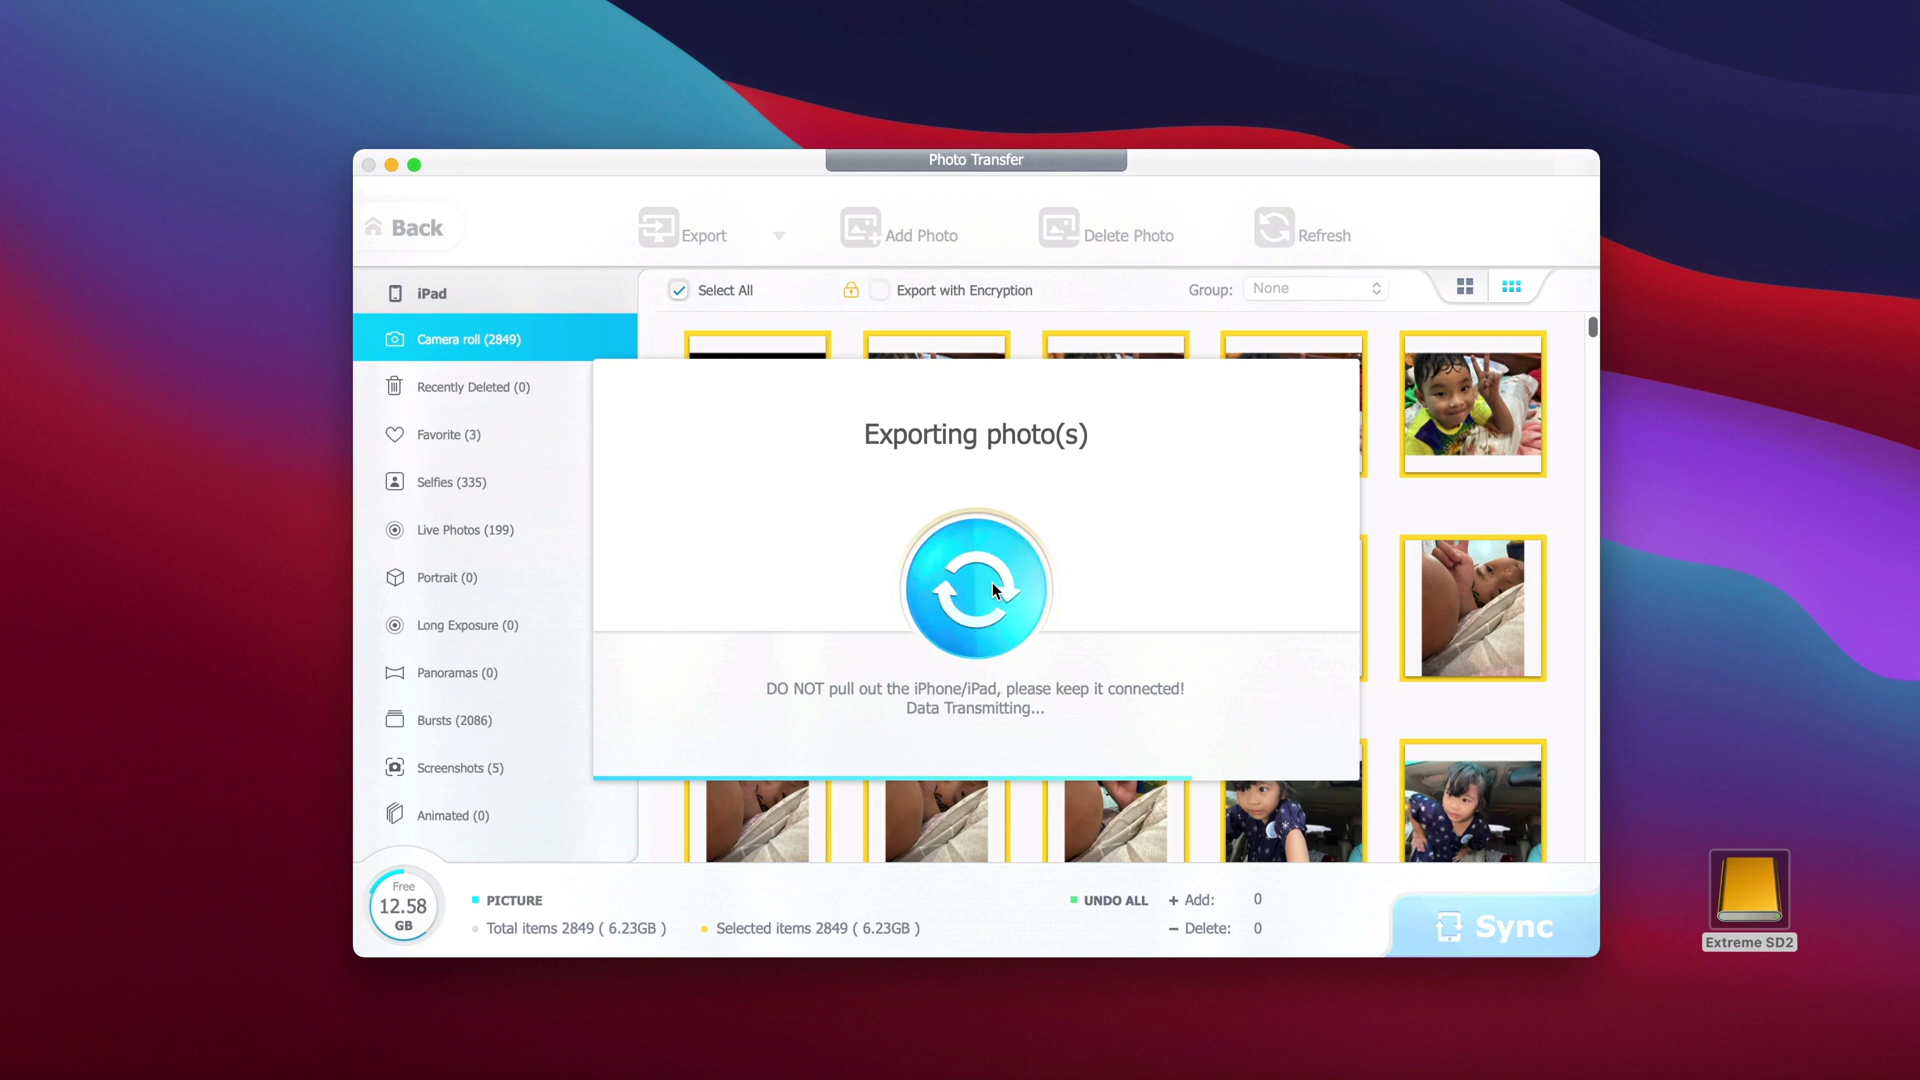 Photo Transfer
Back
Export
Add Photo
Delete Photo
Refresh
iPad
Select All
Export with Encryption
Group: None
Camera roll (2849)
Recently Deleted (0)
Favorite (3)
Selfies (335)
Live Photos (199)
Portrait (0)
Long Exposure (0)
Panoramas (0)
Bursts (2086)
Screenshots (5)
Animated (0)
Exporting photo(s)
DO NOT pull out the iPhone/iPad, please keep it connected!
Data Transmitting...
Free
12.58
GB
PICTURE
Total items 2849 ( 6.23GB )
Selected items 2849 ( 6.23GB )
UNDO ALL
+ Add: 0
− Delete: 0
Sync
Extreme SD2